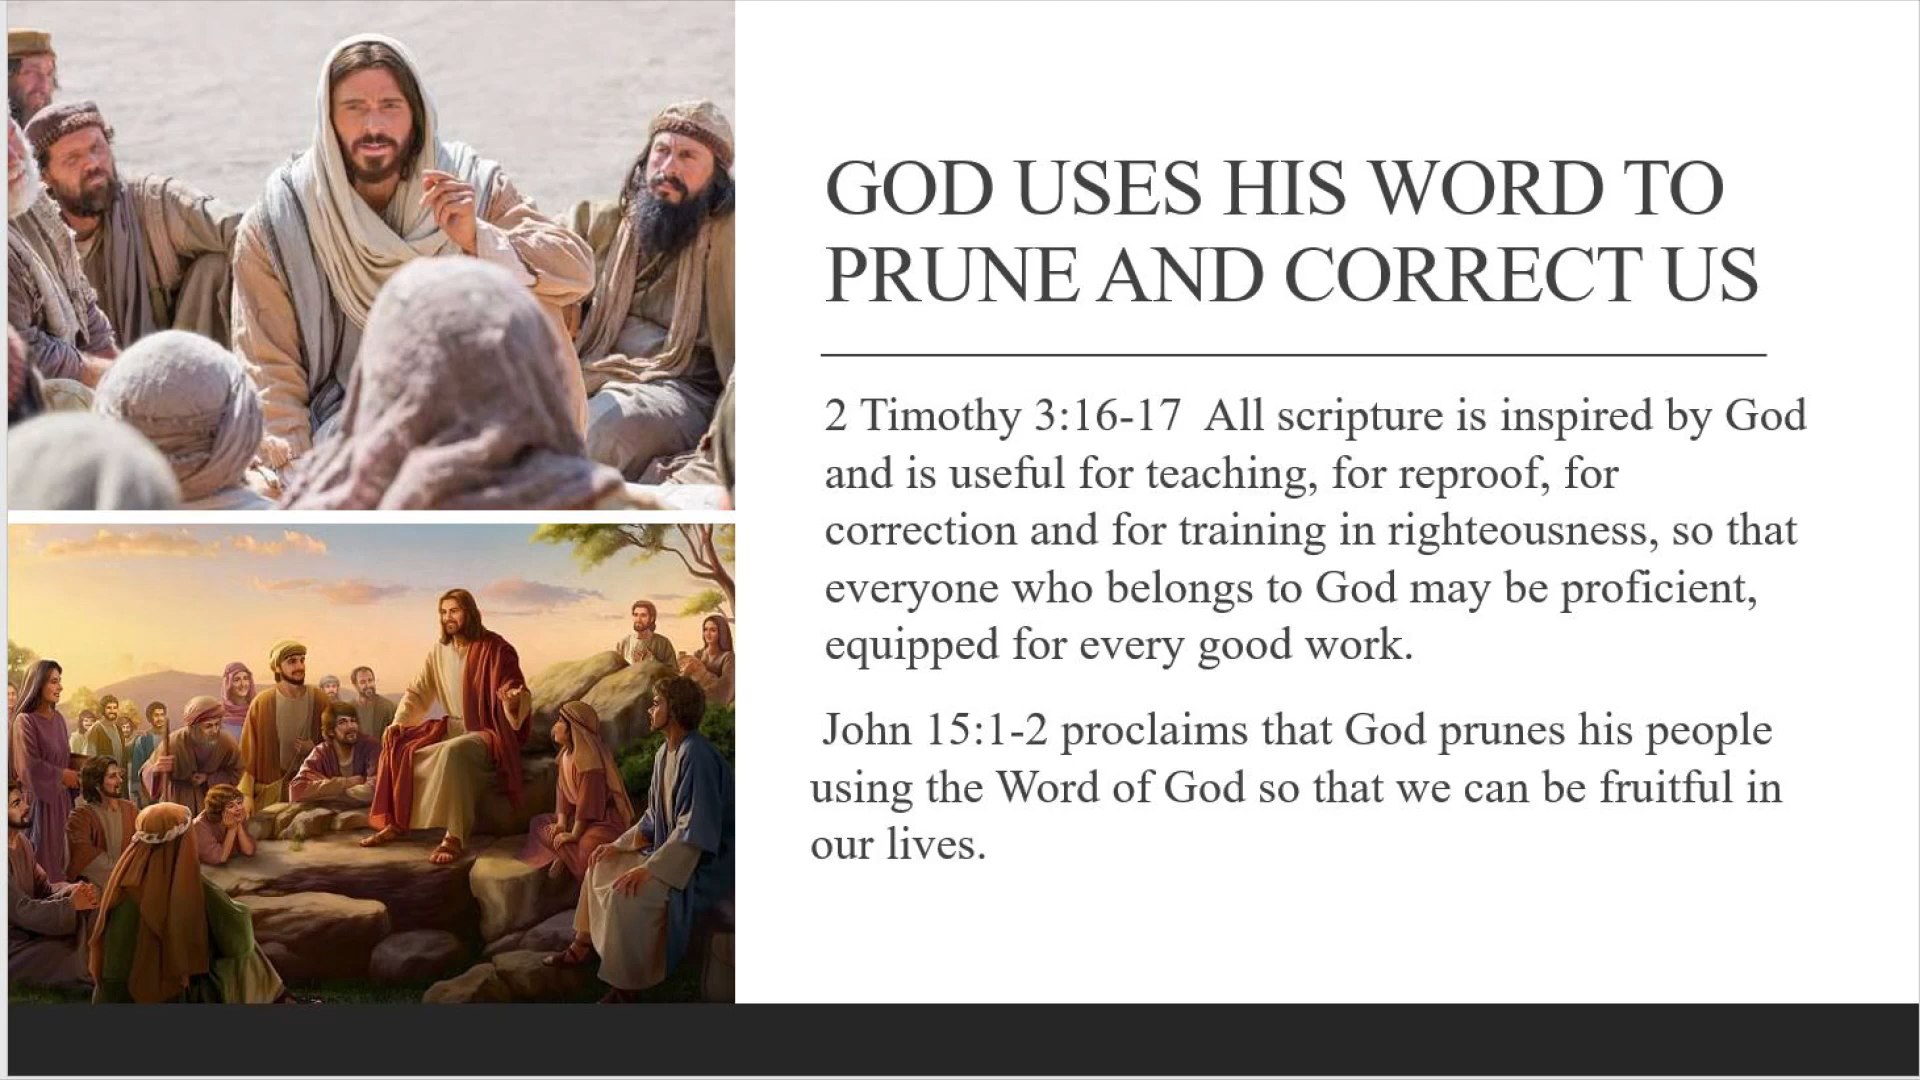 GOD USES HIS WORD TO
PRUNE AND CORRECT US
2 Timothy 3:16-17  All scripture is inspired by God
and is useful for teaching, for reproof, for
correction and for training in righteousness, so that
everyone who belongs to God may be proficient,
equipped for every good work.
John 15:1-2 proclaims that God prunes his people
using the Word of God so that we can be fruitful in
our lives.